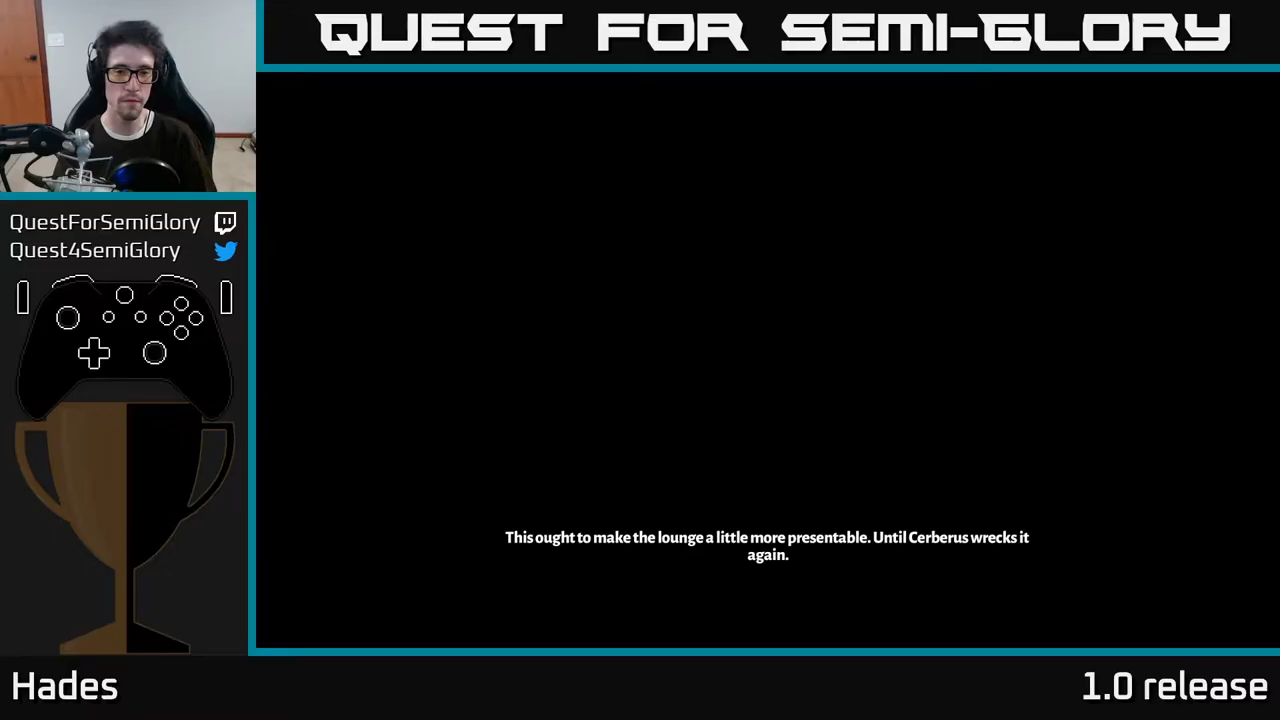 QUEST FOR SEMI-GLORY
QuestForSemiGlory
Quest4SemiGlory
This ought to make the lounge a little more presentable. Until Cerberus wrecks it
again.
Hades
1.0 release